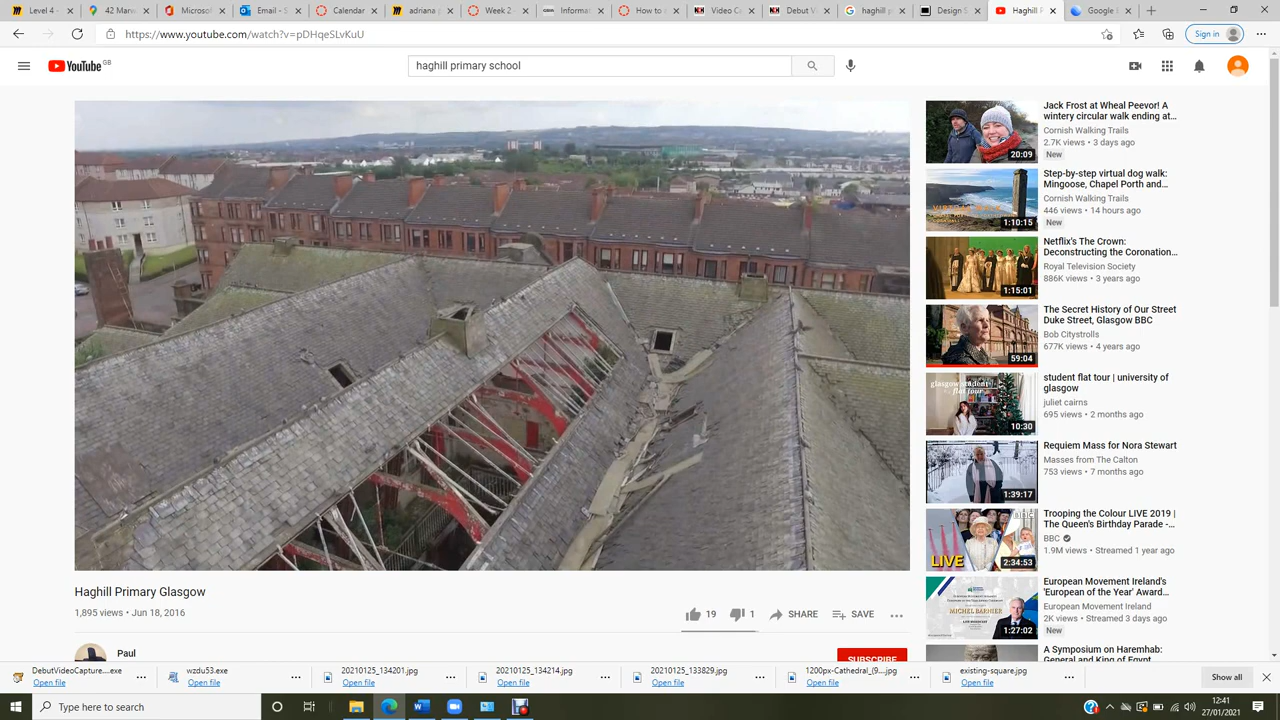 Level 4 -
42 Marw
Microsof
Email – S
Calendar
adriana g
Week 2.
Informat
How to a
Video Ca
Debut Vi
haghill p
Design S
Haghill P
Google
https://www.youtube.com/watch?v=pDHqeSLvKuU
Sign in
YouTube GB
haghill primary school
Jack Frost at Wheal Peevor! A
wintery circular walk ending at...
Cornish Walking Trails
2.7K views • 3 days ago
New
20:09
Step-by-step virtual dog walk:
Mingoose, Chapel Porth and...
Cornish Walking Trails
446 views • 14 hours ago
New
1:10:15
Netflix's The Crown:
Deconstructing the Coronation...
Royal Television Society
886K views • 3 years ago
1:15:01
The Secret History of Our Street
Duke Street, Glasgow BBC
Bob Citystrolls
677K views • 4 years ago
59:04
student flat tour | university of
glasgow
juliet cairns
695 views • 2 months ago
glasgow student
flat tour
10:30
Requiem Mass for Nora Stewart
Masses from The Calton
753 views • 7 months ago
1:39:17
Trooping the Colour LIVE 2019 |
The Queen's Birthday Parade -...
BBC
1.9M views • Streamed 1 year ago
BBC
LIVE
2:34:53
European Movement Ireland's
'European of the Year' Award...
European Movement Ireland
2K views • Streamed 3 days ago
New
MICHEL BARNIER
1:27:02
A Symposium on Haremhab:
General and King of Egypt
Haghill Primary Glasgow
1,895 views • Jun 18, 2016
1
SHARE
SAVE
Paul
SUBSCRIBE
DebutVideoCapture....exe
Open file
vppsetup53.exe
Open file
20210125_134201.jpg
Open file
20210125_134214.jpg
Open file
20210125_133829.jpg
Open file
1200px-Cathedral_(9....jpg
Open file
existing-square.jpg
Open file
Show all
Type here to search
12:41
27/01/2021